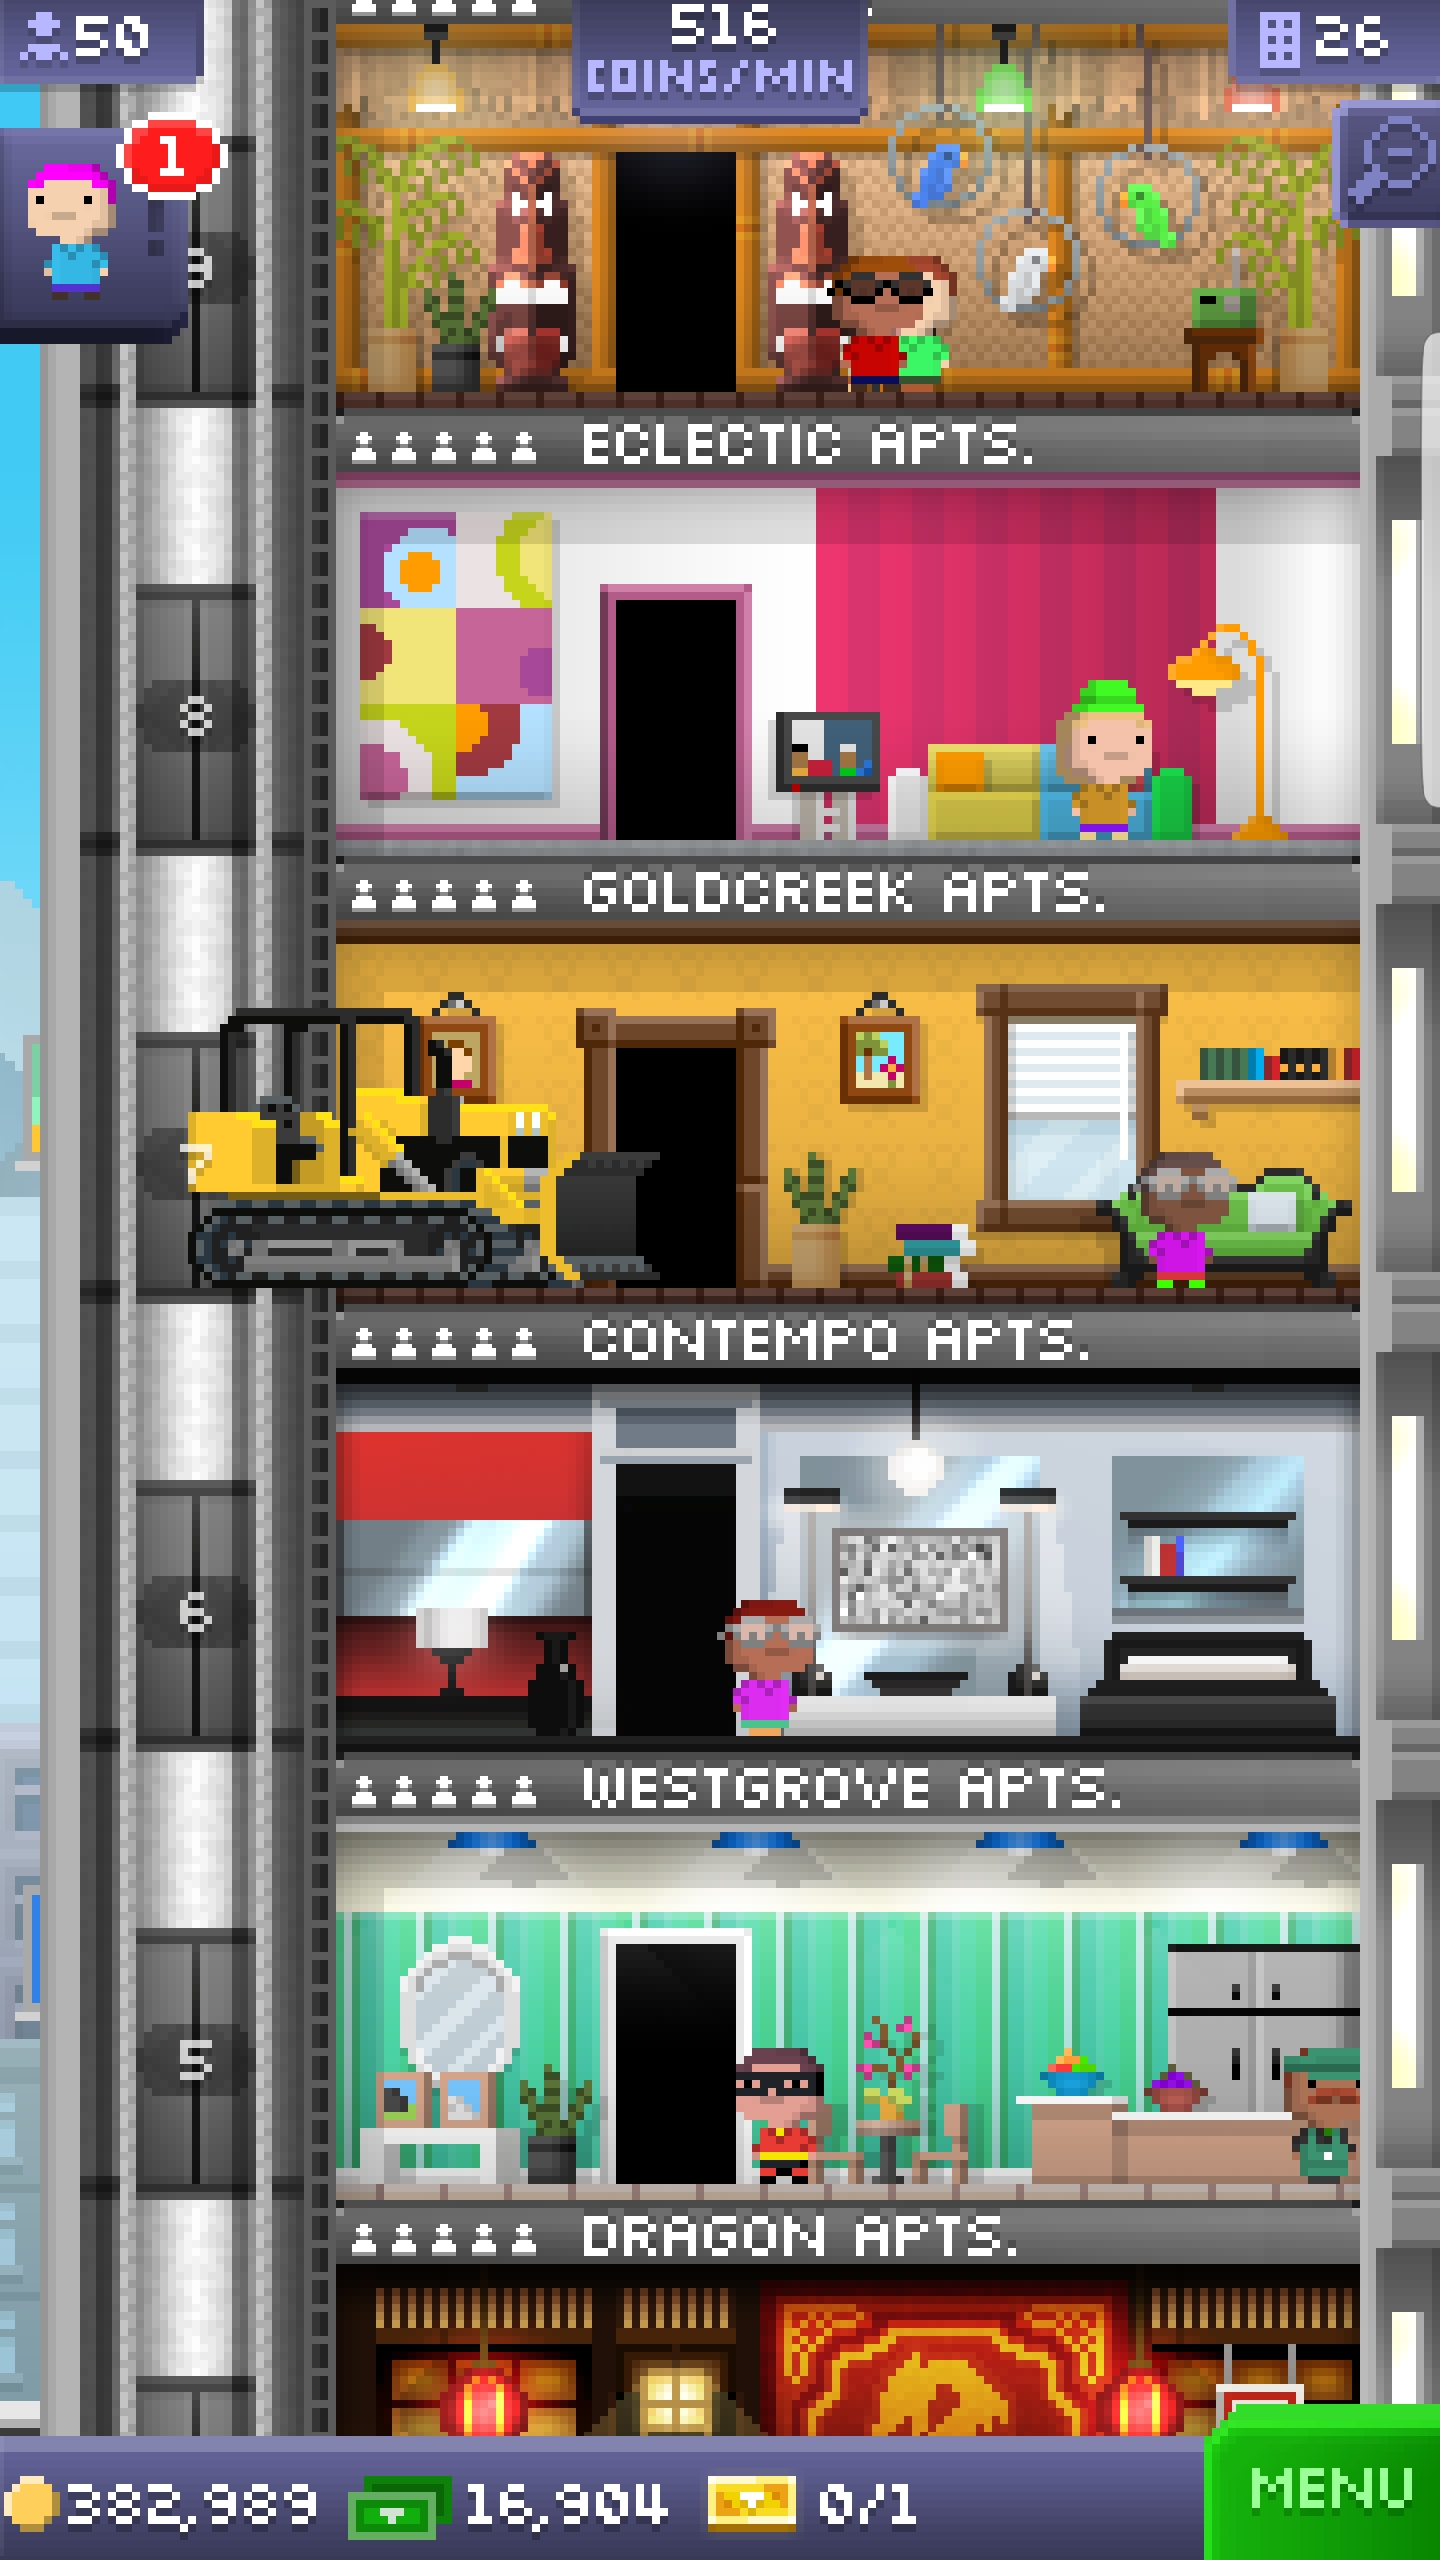 50
516
COINS/MIN
26
1
9
ECLECTIC APTS.
8
GOLDCREEK APTS.
7
CONTEMPO APTS.
6
WESTGROVE APTS.
5
DRAGON APTS.
382,989 16,904 0/1
MENU